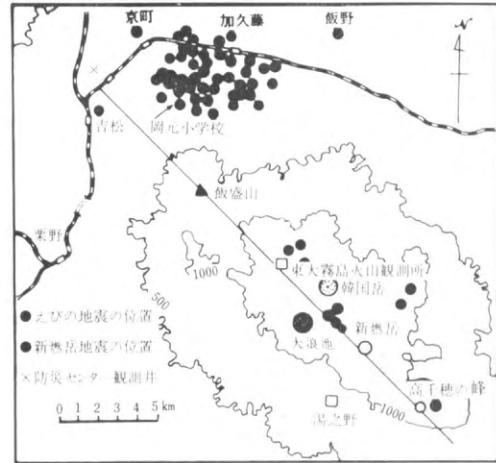 京町
加久藤
飯野
N
×
吉松
岡元小学校
飯盛山
栗野
1000
500
東大霧島火山観測所
韓国岳
新燃岳
大浪池
高千穂の峰
1000
湯之野
●えびの地震の位置
●新燃岳地震の位置
×防災センター観測井
0 1 2 3 4 5 km